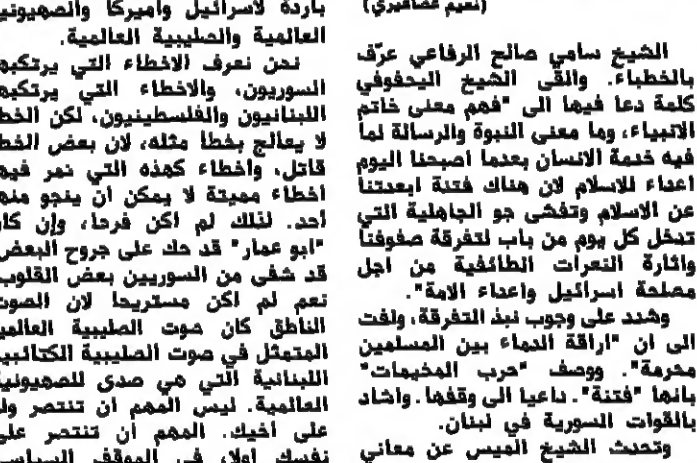 (نعيم عصافيري)
الشيخ سامي صالح الرفاعي عرّف
بالخطباء. والقى الشيخ اليحفوفي
كلمة دعا فيها الى "فهم معنى خاتم
الانبياء، وما معنى النبوة والرسالة لما
فيه خدمة الانسان بعدما اصبحنا اليوم
اعداء للاسلام لان هناك فتنة ابعدتنا
عن الاسلام وتفشى جو الجاهلية التي
تدخل كل يوم من باب لتفرقة صفوفنا
واثارة النعرات الطائفية من اجل
مصلحة اسرائيل واعداء الامة".
وشدد على وجوب نبذ التفرقة، ولفت
الى ان "اراقة الدماء بين المسلمين
محرمة". ووصف "حرب المخيمات"
بانها "فتنة". داعيا الى وقفها. واشاد
بالقوات السورية في لبنان.
وتحدث الشيخ الميس عن معاني
باردة لاسرائيل واميركا والصهيونية
العالمية والصليبية العالمية.
نحن نعرف الاخطاء التي يرتكبها
السوريون، والاخطاء التي يرتكبها
اللبنانيون والفلسطينيون، لكن الخطأ
لا يعالج بخطأ مثله، لان بعض الخطأ
قاتل، واخطاء كهذه التي نمر فيها
اخطاء مميتة لا يمكن ان ينجو منها
أحد. لذلك لم اكن فرحا، وإن كان
"ابو عمار" قد حك على جروح البعض
قد شفى من السوريين بعض القلوب.
نعم لم اكن مستريحا لان الصوت
الناطق كان صوت الصليبية العالمية
المتمثل في صوت الصليبية الكتائبية
اللبنانية التي هي صدى للصهيونية
العالمية. ليس المهم ان تنتصر ولو
على أخيك. المهم ان تنتصر على
نفسك اولا، في الموقف السياسي